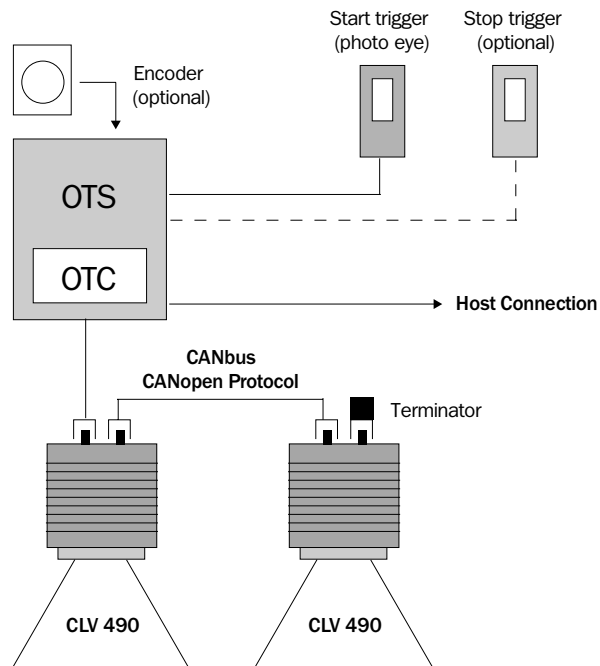 Start trigger
(photo eye)
Stop trigger
(optional)
Encoder
(optional)
OTS
OTC
Host Connection
CANbus
CANopen Protocol
Terminator
CLV 490
CLV 490